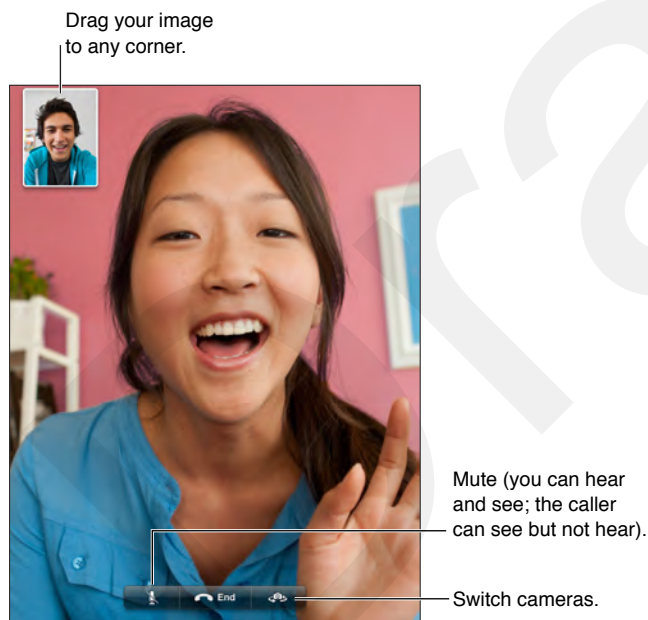 Drag your image
to any corner.
Mute (you can hear
and see; the caller
can see but not hear).
End
Switch cameras.